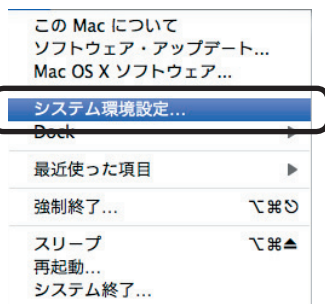 この Mac について
ソフトウェア・アップデート...
Mac OS X ソフトウェア...
システム環境設定...
Dock ▶
最近使った項目 ▶
強制終了... ⌥⌘⎋
スリープ ⌥⌘⏏
再起動...
システム終了...